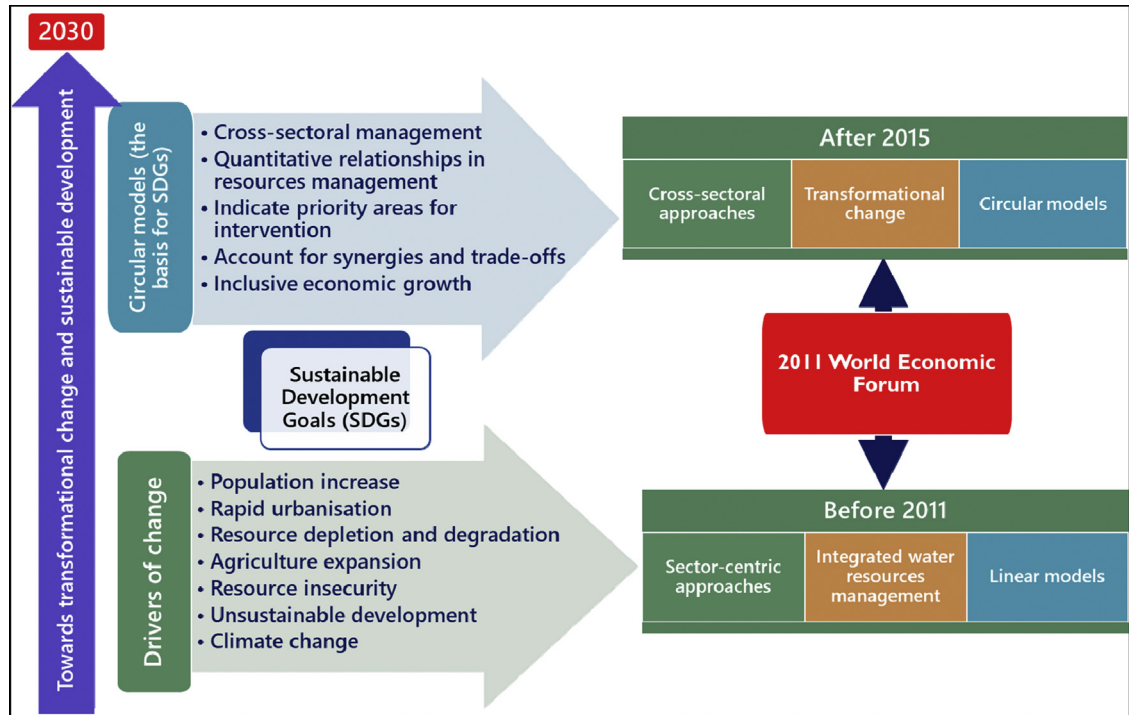 2030
Towards transformational change and sustainable development
Circular models (the
basis for SDGs)
• Cross-sectoral management
• Quantitative relationships in
resources management
• Indicate priority areas for
intervention
• Account for synergies and trade-offs
• Inclusive economic growth
After 2015
Cross-sectoral
approaches
Transformational
change
Circular models
Sustainable
Development
Goals (SDGs)
2011 World Economic
Forum
Drivers of change
• Population increase
• Rapid urbanisation
• Resource depletion and degradation
• Agriculture expansion
• Resource insecurity
• Unsustainable development
• Climate change
Before 2011
Sector-centric
approaches
Integrated water
resources
management
Linear models